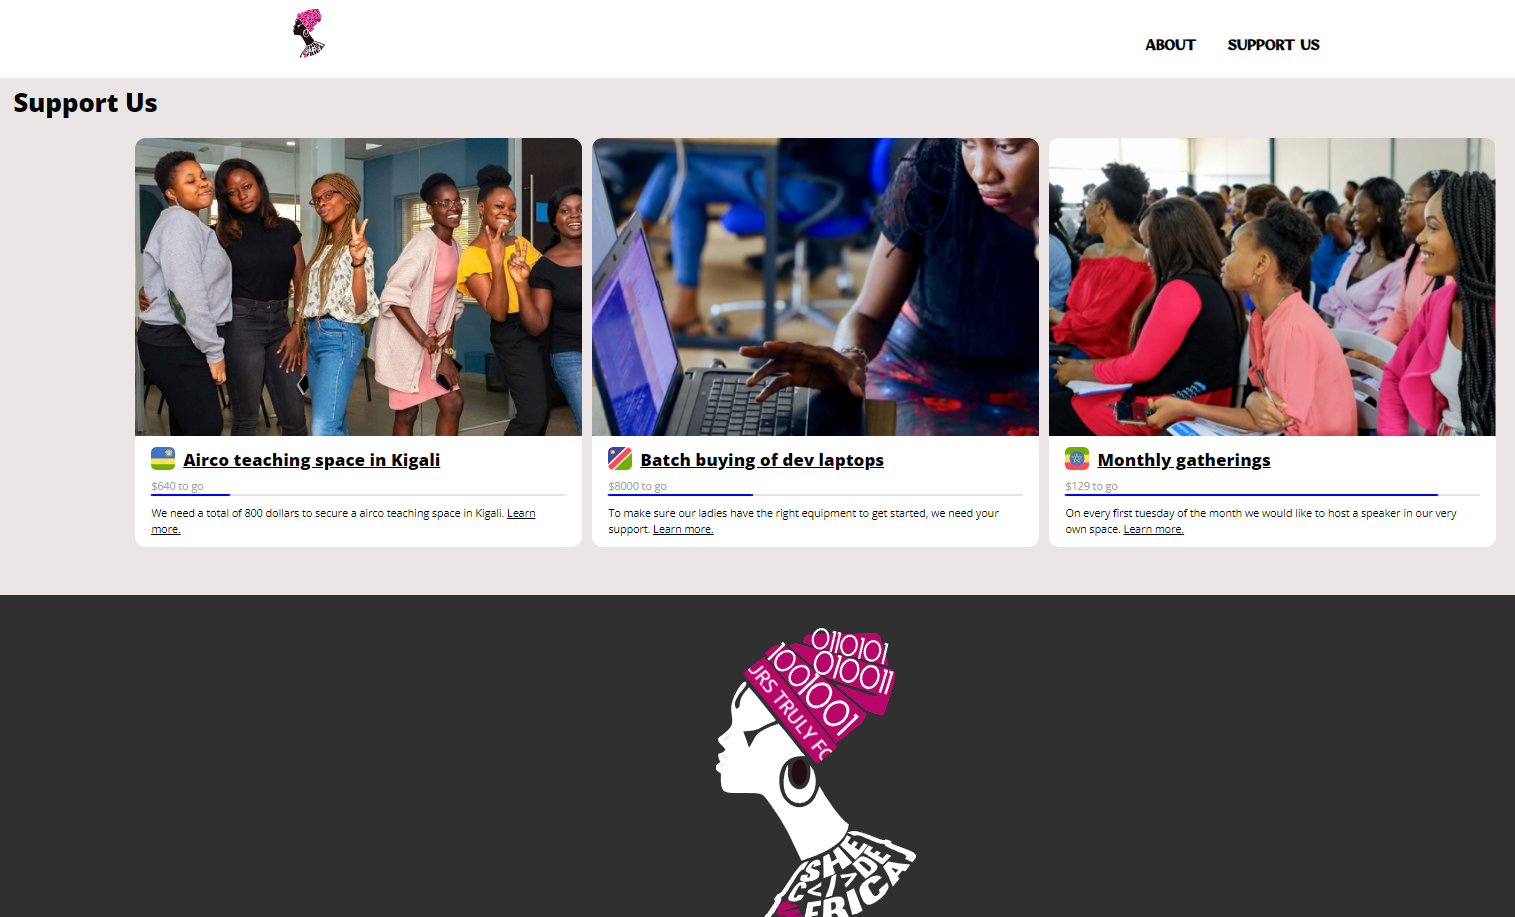 ABOUT SUPPORT US
Support Us
Airco teaching space in Kigali
$640 to go
We need a total of 800 dollars to secure a airco teaching space in Kigali. Learn
more.
Batch buying of dev laptops
$8000 to go
To make sure our ladies have the right equipment to get started, we need your
support. Learn more.
Monthly gatherings
$129 to go
On every first tuesday of the month we would like to host a speaker in our very
own space. Learn more.
0110101
010011
1001001
URS TRULY FO
SHE
C</>DE
AFRICA